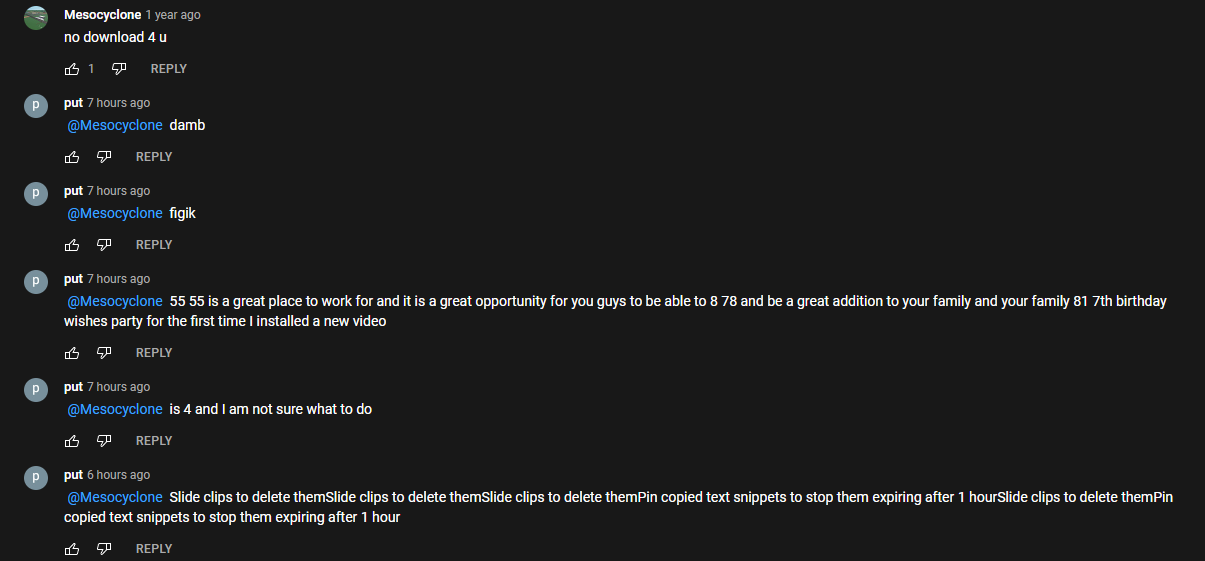 Mesocyclone 1 year ago
no download 4 u
1 REPLY
P
put 7 hours ago
@Mesocyclone damb
REPLY
P
put 7 hours ago
@Mesocyclone figik
REPLY
P
put 7 hours ago
@Mesocyclone 55 55 is a great place to work for and it is a great opportunity for you guys to be able to 8 78 and be a great addition to your family and your family 81 7th birthday
wishes party for the first time I installed a new video
REPLY
P
put 7 hours ago
@Mesocyclone is 4 and I am not sure what to do
REPLY
P
put 6 hours ago
@Mesocyclone Slide clips to delete themSlide clips to delete themSlide clips to delete themPin copied text snippets to stop them expiring after 1 hourSlide clips to delete themPin
copied text snippets to stop them expiring after 1 hour
REPLY